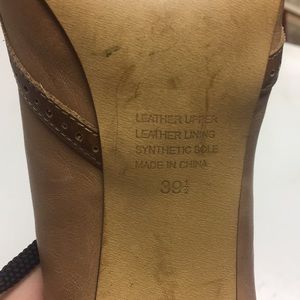 LEATHER UPPER
LEATHER LINING
SYNTHETIC SOLE
MADE IN CHINA
39½